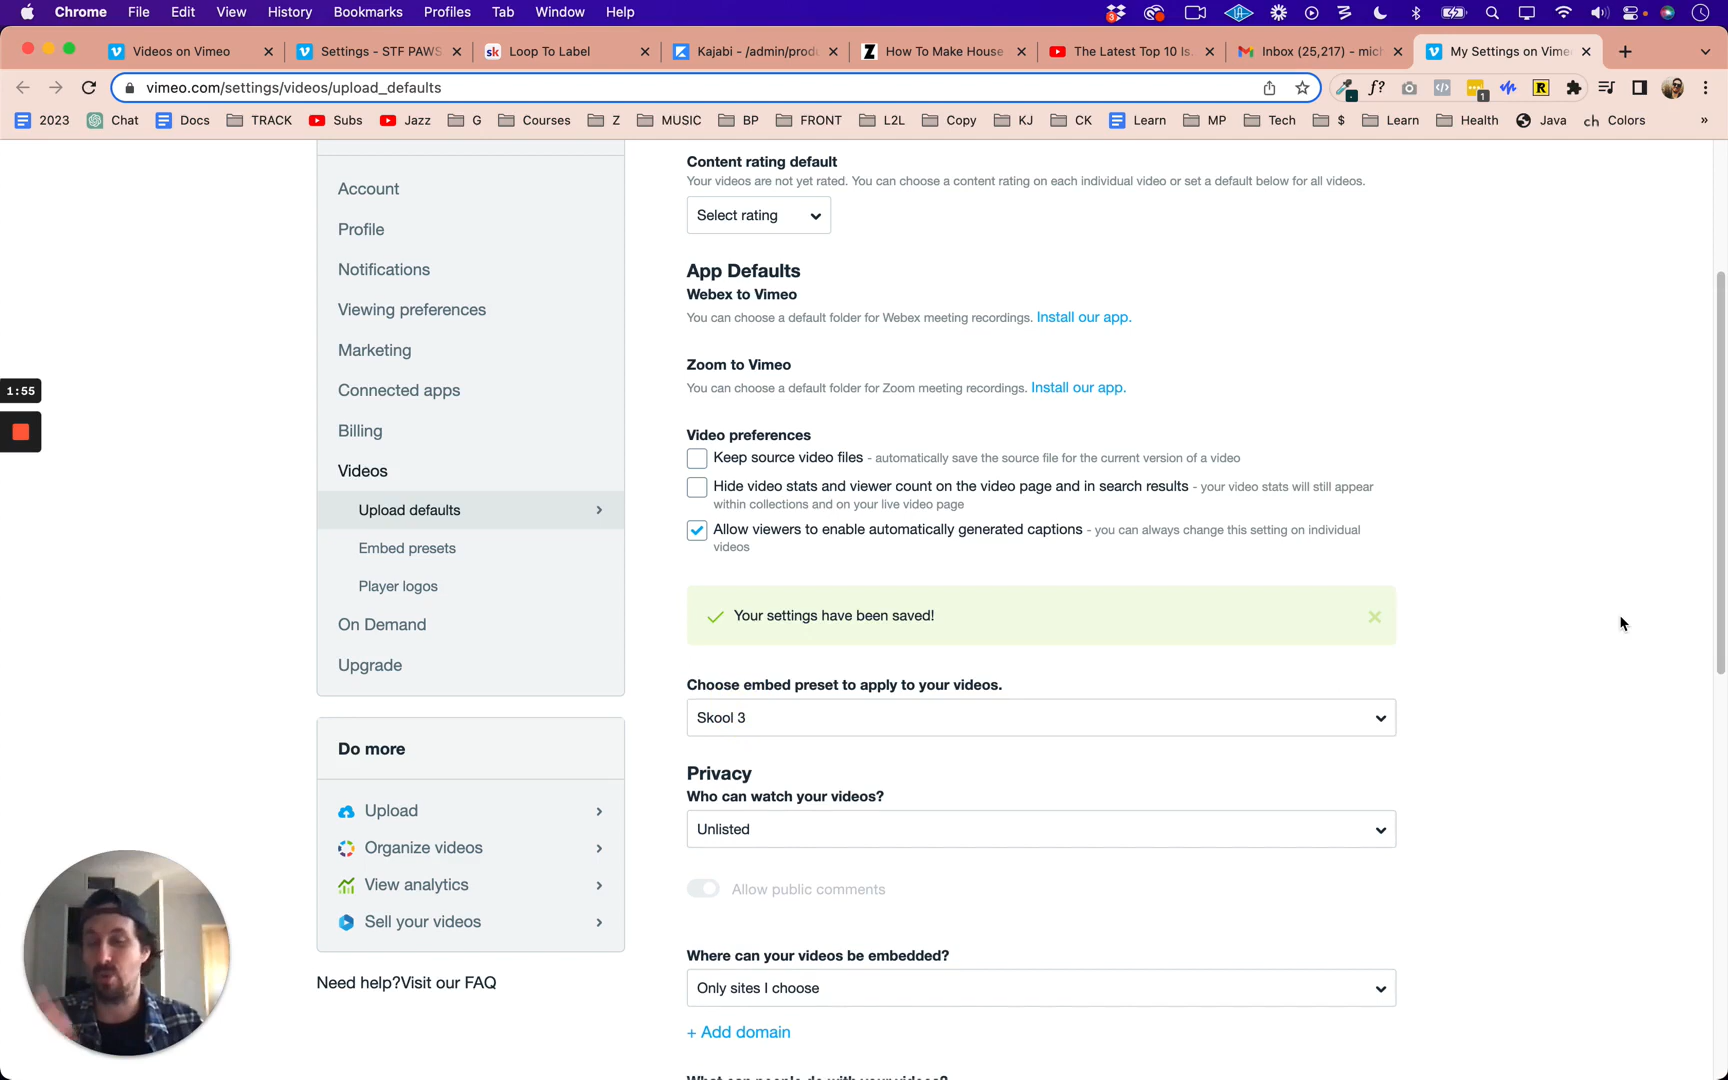 Chrome File Edit View History Bookmarks Profiles Tab Window Help
3
Videos on Vimeo Settings - STF PAWS Loop To Label Kajabi - /admin/produ How To Make House The Latest Top 10 Is. Inbox (25,217) - mich My Settings on Vime
vimeo.com/settings/videos/upload_defaults
f? 1 R
2023 Chat Docs TRACK Subs Jazz G Courses Z MUSIC BP FRONT L2L Copy KJ CK Learn MP Tech $ Learn Health Java ch Colors »
1:55
Account
Profile
Notifications
Viewing preferences
Marketing
Connected apps
Billing
Videos
Upload defaults
Embed presets
Player logos
On Demand
Upgrade
Do more
Upload
Organize videos
View analytics
Sell your videos
Need help?Visit our FAQ
Content rating default
Your videos are not yet rated. You can choose a content rating on each individual video or set a default below for all videos.
Select rating
App Defaults
Webex to Vimeo
You can choose a default folder for Webex meeting recordings. Install our app.
Zoom to Vimeo
You can choose a default folder for Zoom meeting recordings. Install our app.
Video preferences
Keep source video files - automatically save the source file for the current version of a video
Hide video stats and viewer count on the video page and in search results - your video stats will still appear
within collections and on your live video page
Allow viewers to enable automatically generated captions - you can always change this setting on individual
videos
Your settings have been saved!
Choose embed preset to apply to your videos.
Skool 3
Privacy
Who can watch your videos?
Unlisted
Allow public comments
Where can your videos be embedded?
Only sites I choose
+ Add domain
What can people do with your videos?